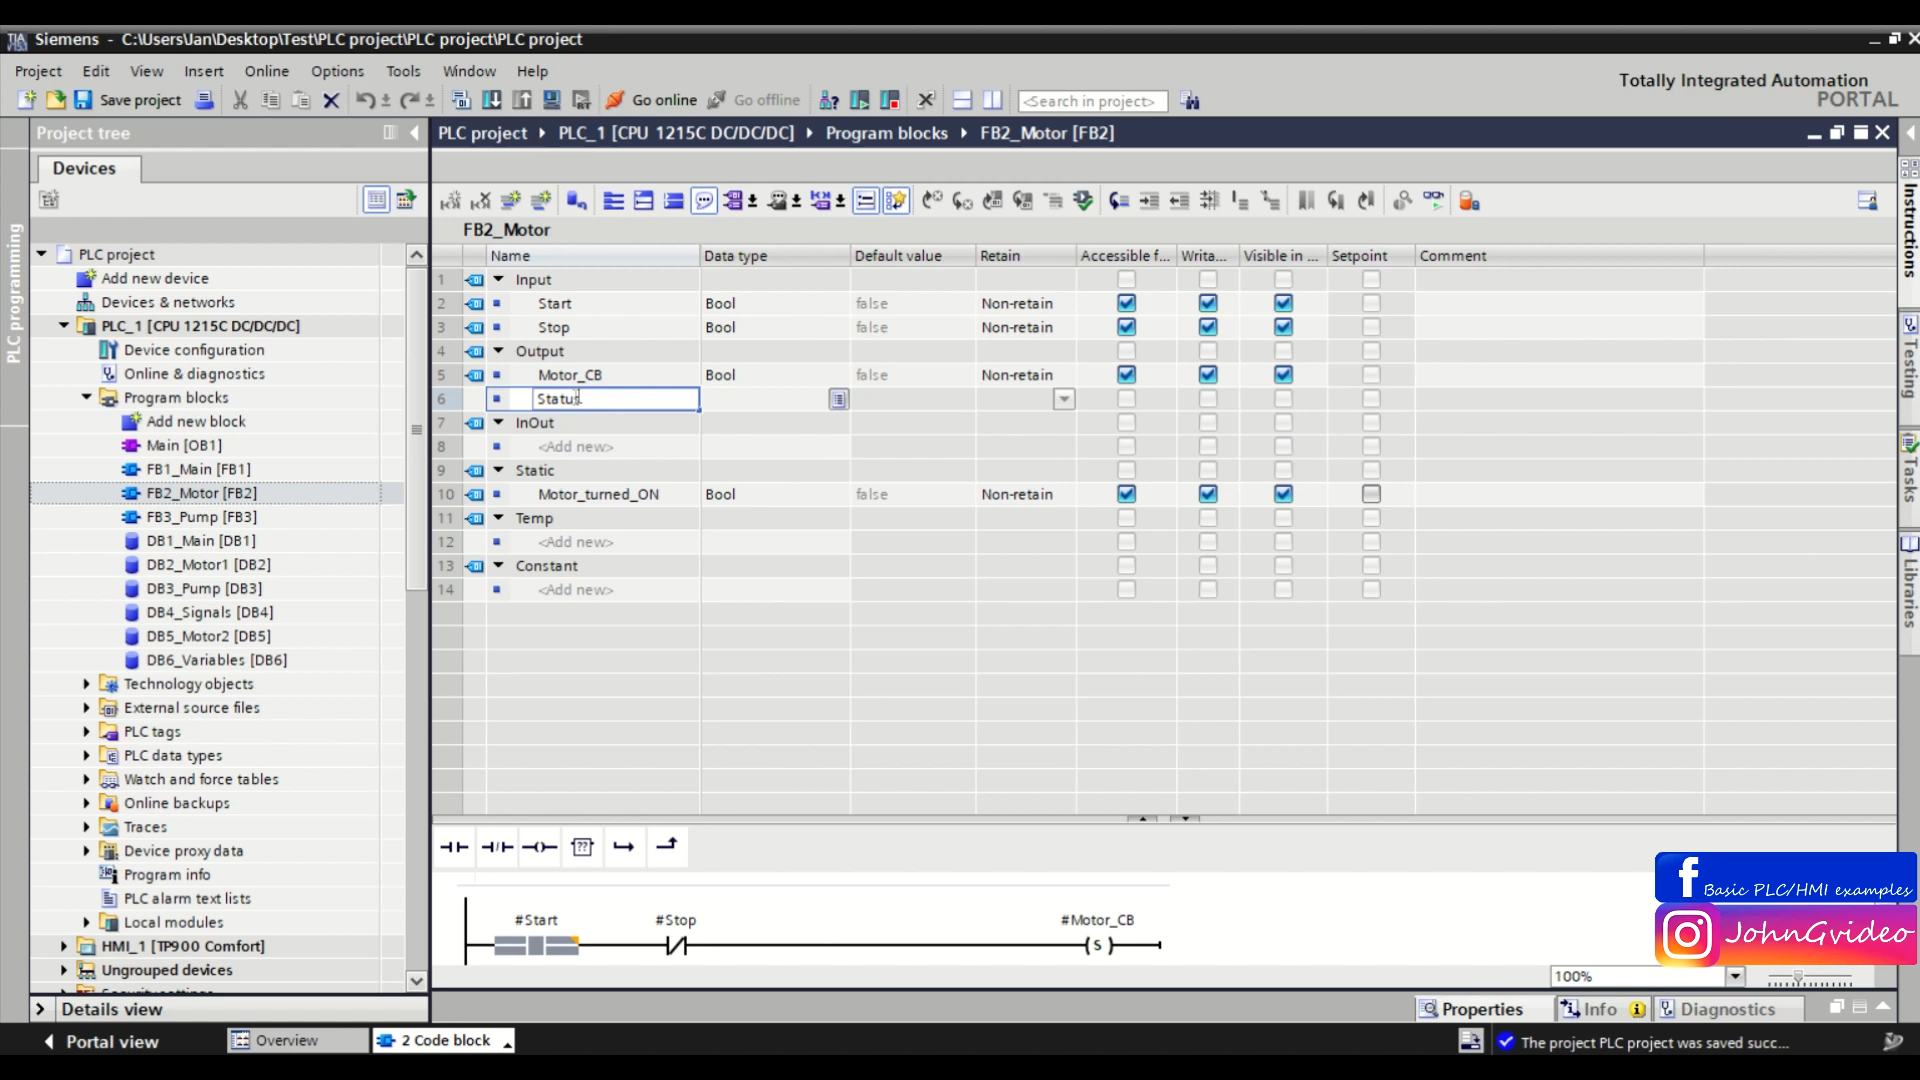 Siemens - C:\Users\Jan\Desktop\Test\PLC project\PLC project\PLC project
Project Edit View Insert Online Options Tools Window Help
Totally Integrated Automation
PORTAL
Save project
Go online
Go offline
<Search in project>
Project tree
PLC project PLC_1 [CPU 1215C DC/DC/DC] Program blocks FB2_Motor [FB2]
Devices
PLC programming
PLC project
Add new device
Devices & networks
PLC_1 [CPU 1215C DC/DC/DC]
Device configuration
Online & diagnostics
Program blocks
Add new block
Main [OB1]
FB1_Main [FB1]
FB2_Motor [FB2]
FB3_Pump [FB3]
DB1_Main [DB1]
DB2_Motor1 [DB2]
DB3_Pump [DB3]
DB4_Signals [DB4]
DB5_Motor2 [DB5]
DB6_Variables [DB6]
Technology objects
External source files
PLC tags
PLC data types
Watch and force tables
Online backups
Traces
Device proxy data
Program info
PLC alarm text lists
Local modules
HMI_1 [TP900 Comfort]
Ungrouped devices
Details view
FB2_Motor
Name Data type Default value Retain Accessible f... Writa... Visible in ... Setpoint Comment
1 Input
2 Start Bool false Non-retain
3 Stop Bool false Non-retain
4 Output
5 Motor_CB Bool false Non-retain
6 Status
7 InOut
8 <Add new>
9 Static
10 Motor_turned_ON Bool false Non-retain
11 Temp
12 <Add new>
13 Constant
14 <Add new>
??
#Start #Stop #Motor_CB
S
100%
Instructions
Testing
Tasks
Libraries
Basic PLC/HMI examples
JohnGvideo
Properties Info Diagnostics
Portal view Overview 2 Code block
The project PLC project was saved succ...